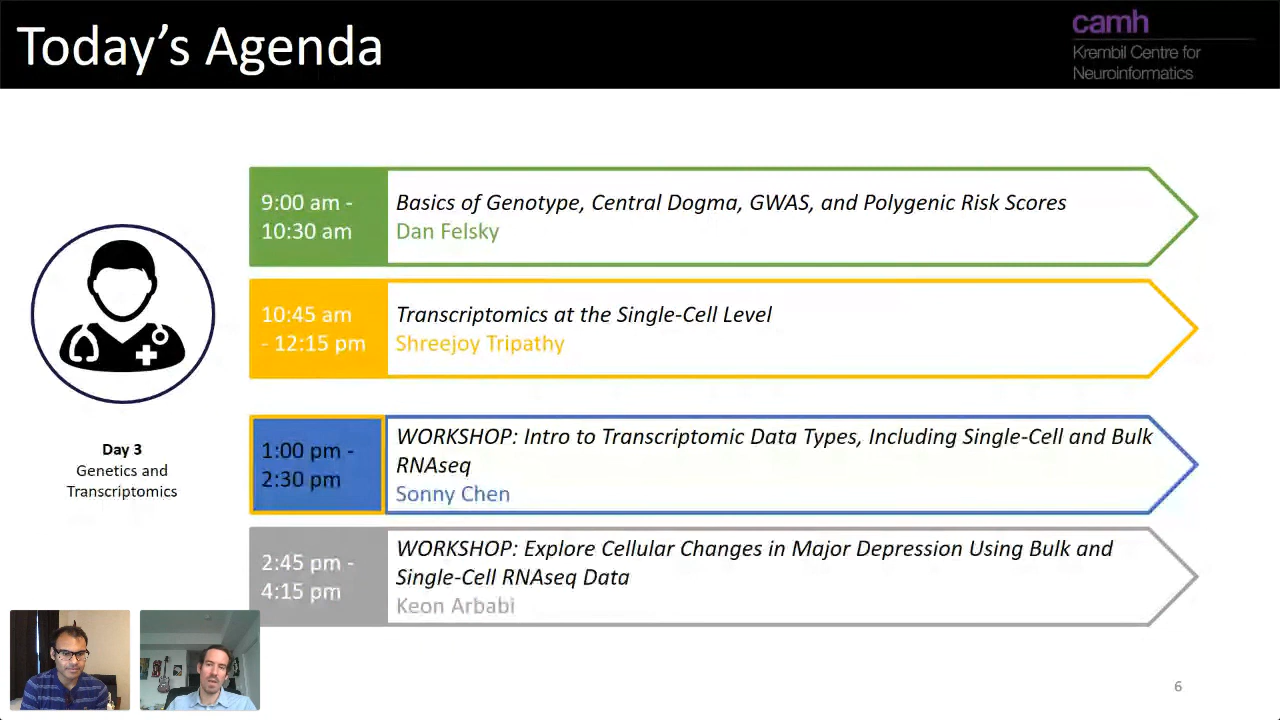 Today's Agenda
camh
Krembil Centre for
Neuroinformatics
9:00 am -
10:30 am
Basics of Genotype, Central Dogma, GWAS, and Polygenic Risk Scores
Dan Felsky
10:45 am
- 12:15 pm
Transcriptomics at the Single-Cell Level
Shreejoy Tripathy
Day 3
Genetics and
Transcriptomics
1:00 pm -
2:30 pm
WORKSHOP: Intro to Transcriptomic Data Types, Including Single-Cell and Bulk
RNAseq
Sonny Chen
2:45 pm -
4:15 pm
WORKSHOP: Explore Cellular Changes in Major Depression Using Bulk and
Single-Cell RNAseq Data
Keon Arbabi
6